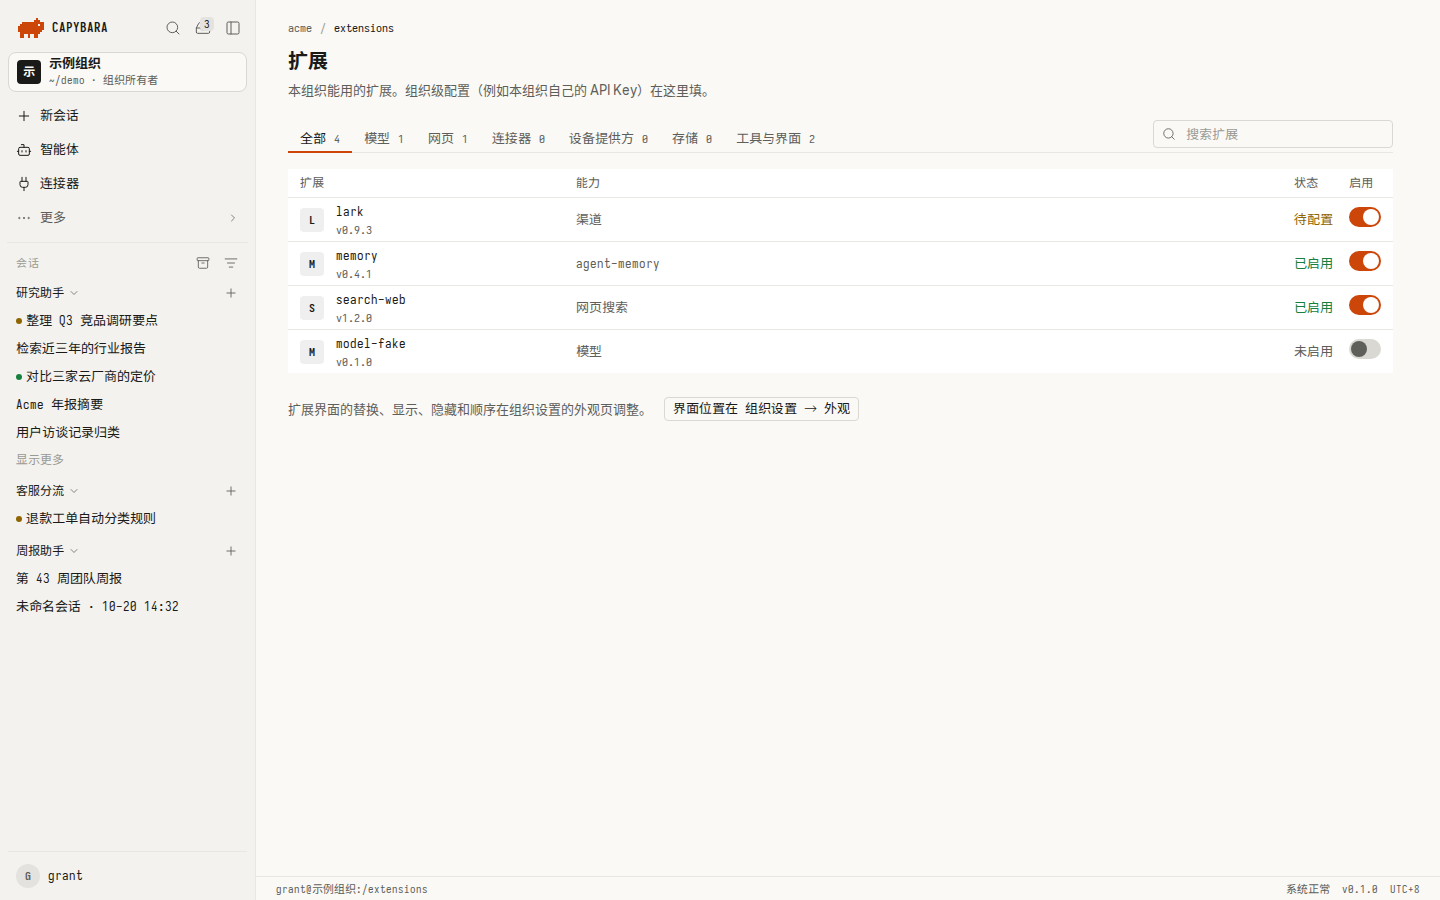 CAPYBARA
3
示
示例组织
~/demo · 组织所有者
新会话
智能体
连接器
更多
会话
研究助手
整理 Q3 竞品调研要点
检索近三年的行业报告
对比三家云厂商的定价
Acme 年报摘要
用户访谈记录归类
显示更多
客服分流
退款工单自动分类规则
周报助手
第 43 周团队周报
未命名会话 · 10-20 14:32
G grant
acme / extensions
扩展
本组织能用的扩展。组织级配置（例如本组织自己的 API Key）在这里填。
全部 4 模型 1 网页 1 连接器 0 设备提供方 0 存储 0 工具与界面 2
搜索扩展
扩展 能力 状态 启用
L lark 渠道 待配置
v0.9.3
M memory agent-memory 已启用
v0.4.1
S search-web 网页搜索 已启用
v1.2.0
M model-fake 模型 未启用
v0.1.0
扩展界面的替换、显示、隐藏和顺序在组织设置的外观页调整。 界面位置在 组织设置 → 外观
grant@示例组织:/extensions
系统正常 v0.1.0 UTC+8